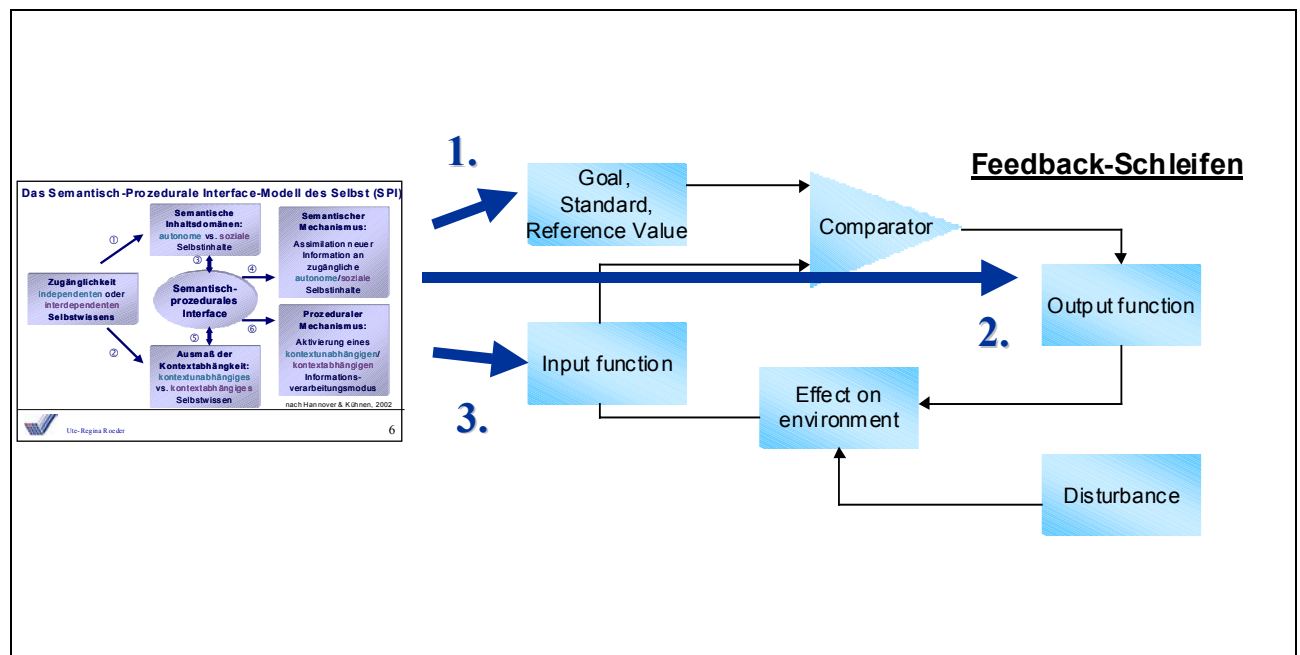 Das Semantisch-Prozedurale Interface-Modell des Selbst (SPI)
Semantische
Inhaltsdomänen:
autonome vs. soziale
Selbstinhalte
①
③
④
Semantischer
Mechanismus:
Assimilation neuer
Information an
zugängliche
autonome/soziale
Selbstinhalte
Zugänglichkeit
independenten oder
interdependenten
Selbstwissens
Semantisch-
prozedurales
Interface
②
⑤
⑥
Ausmaß der
Kontextabhängkeit:
kontextunabhängiges
vs. kontextabhängiges
Selbstwissen
Prozeduraler
Mechanismus:
Aktivierung eines
kontextunabhängigen/
kontextabhängigen
Informations-
verarbeitungsmodus
nach Hannover & Kühnen, 2002
Ute-Regina Roeder
6
1.
Goal,
Standard,
Reference Value
Comparator
Feedback-Schleifen
Output function
2.
Input function
3.
Effect on
environment
Disturbance